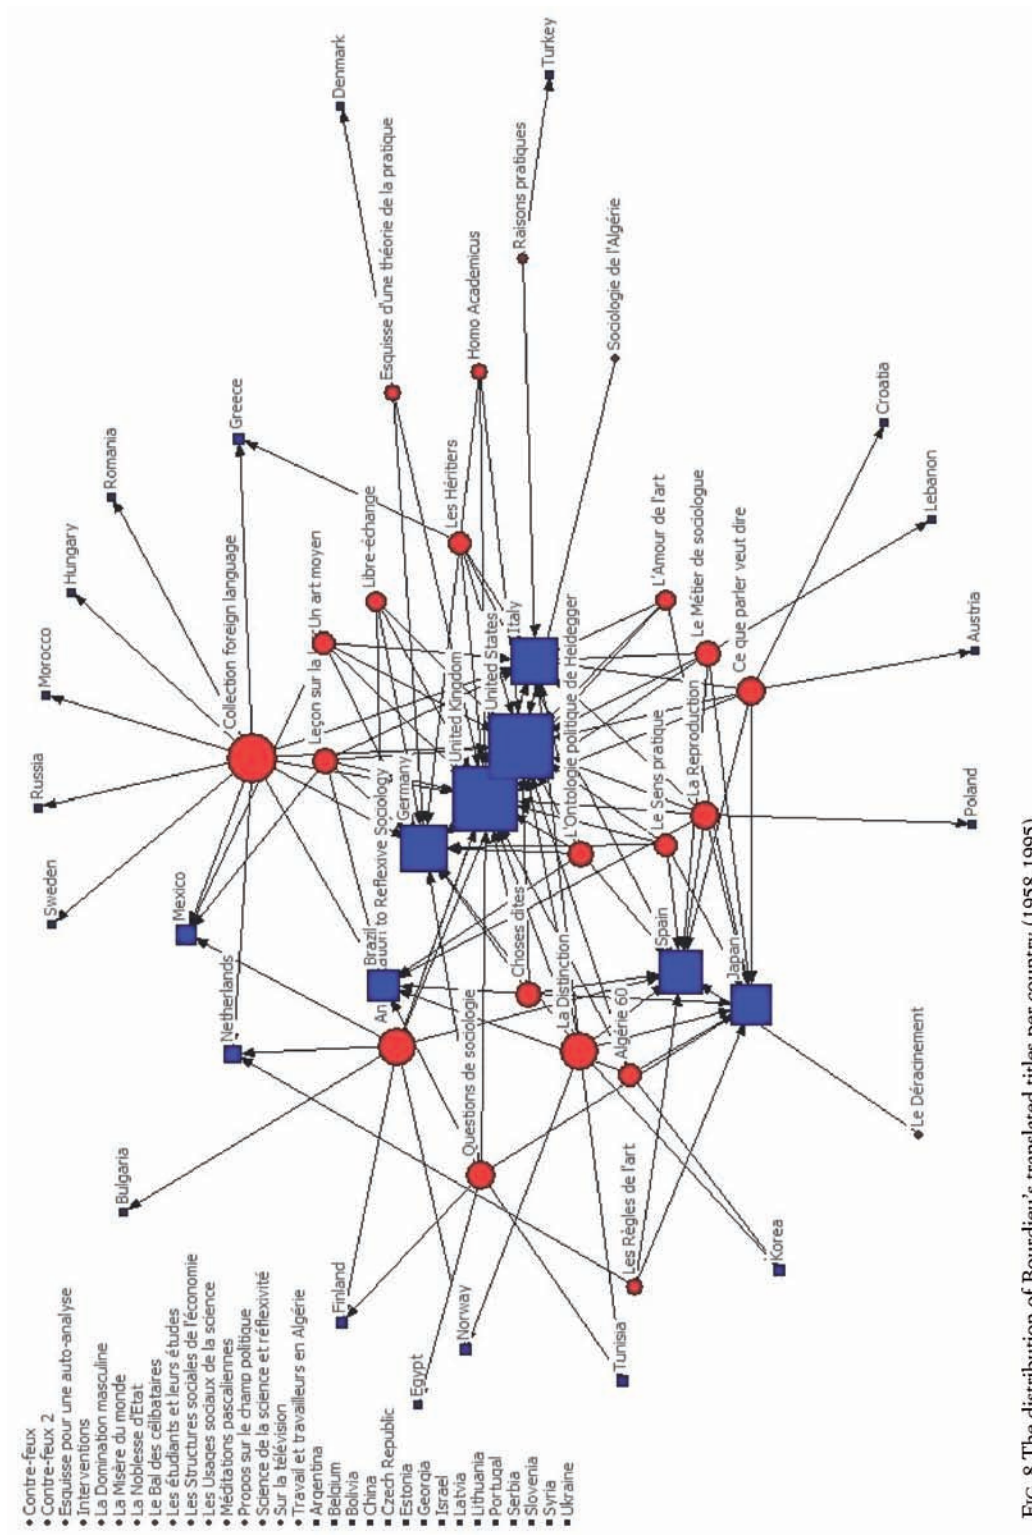 Contre-feux
Contre-feux 2
Esquisse pour une auto-analyse
Interventions
La Domination masculine
La Misère du monde
La Noblesse d'Etat
Le Bal des célibataires
Les étudiants et leurs études
Les Structures sociales de l'économie
Les Usages sociaux de la science
Méditations pascaliennes
Propos sur le champ politique
Science de la science et réflexivité
Sur la télévision
Travail et travailleurs en Algérie
Argentina
Belgium
Bolivia
China
Czech Republic
Estonia
Georgia
Israel
Latvia
Lithuania
Portugal
Serbia
Slovenia
Syria
Ukraine
Sweden
Russia
Morocco
Hungary
Romania
Greece
Denmark
Turkey
Bulgaria
Netherlands
Mexico
Collection foreign language
Leçon sur la
Un art moyen
Libre-échange
Esquisse d'une théorie de la pratique
Les Héritiers
Homo Academicus
Raisons pratiques
Sociologie de l'Algérie
Finland
Egypt
Norway
Tunisia
Questions de sociologie
An
to Reflexive Sociology
Brazil
Germany
United Kingdom
United States
Italy
Choses dites
La Distinction
Algérie 60
L'Ontologie politique de Heidegger
Le Sens pratique
La Reproduction
L'Amour de l'art
Le Métier de sociologue
Ce que parler veut dire
Spain
Japan
Les Règles de l'art
Korea
Le Déracinement
Poland
Austria
Lebanon
Croatia
FIG. 8 The distribution of Bourdieu's translated titles per country (1958-1995)